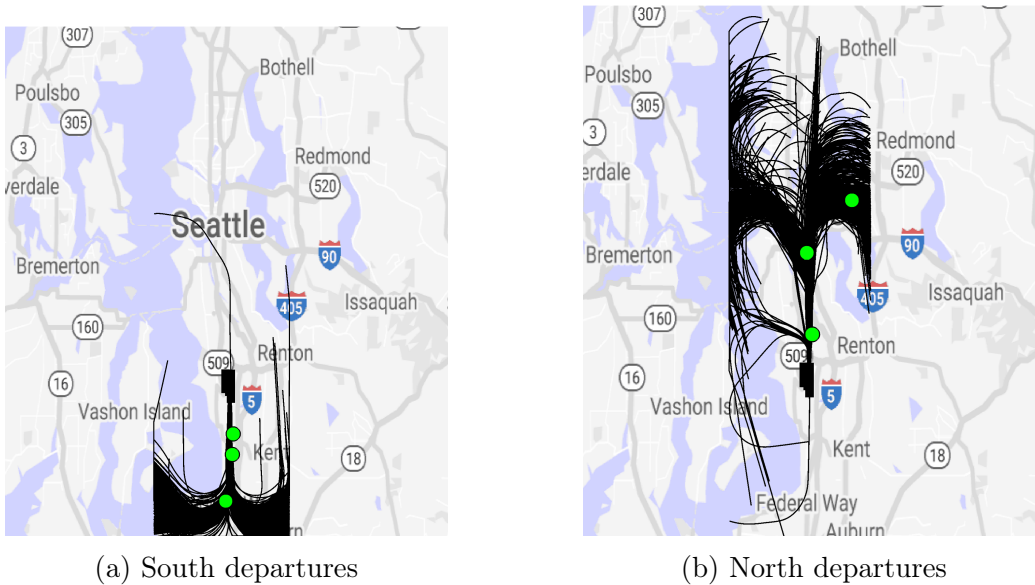 307
Bothell
Poulsbo
305
3
Redmond
verdale
520
Seattle
90
Bremerton
405
Issaquah
160
Renton
509
16
5
Vashon Island
Kent
18
(a) South departures
Bothell
Poulsbo
305
3
Redmond
erdale
520
90
Bremerton
405
Issaquah
160
Renton
509
16
5
Vashon Island
Kent
18
Federal Way
Auburn
(b) North departures